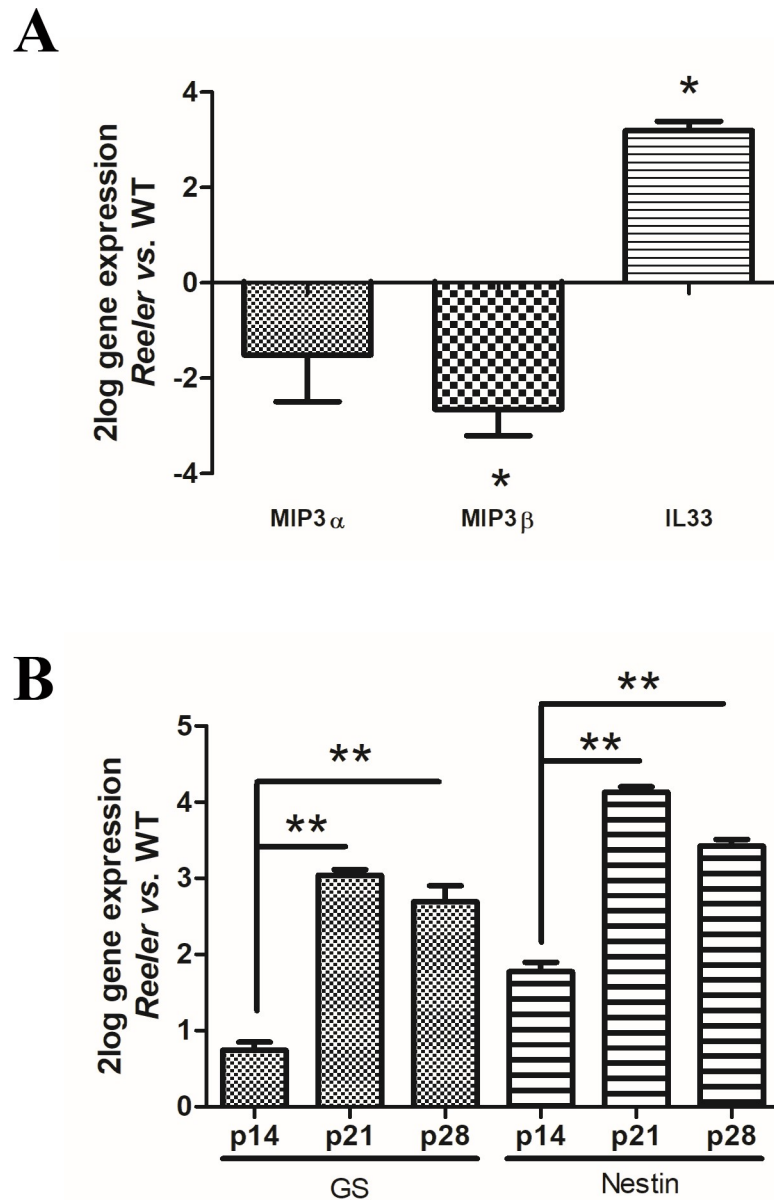 A
2log gene expression
Reeler vs. WT
4
2
0
-2
-4
*
*
MIP3α MIP3β IL33
B
2log gene expression
Reeler vs. WT
5
4
3
2
1
0
**
**
**
**
p14 p21 p28 p14 p21 p28
GS Nestin